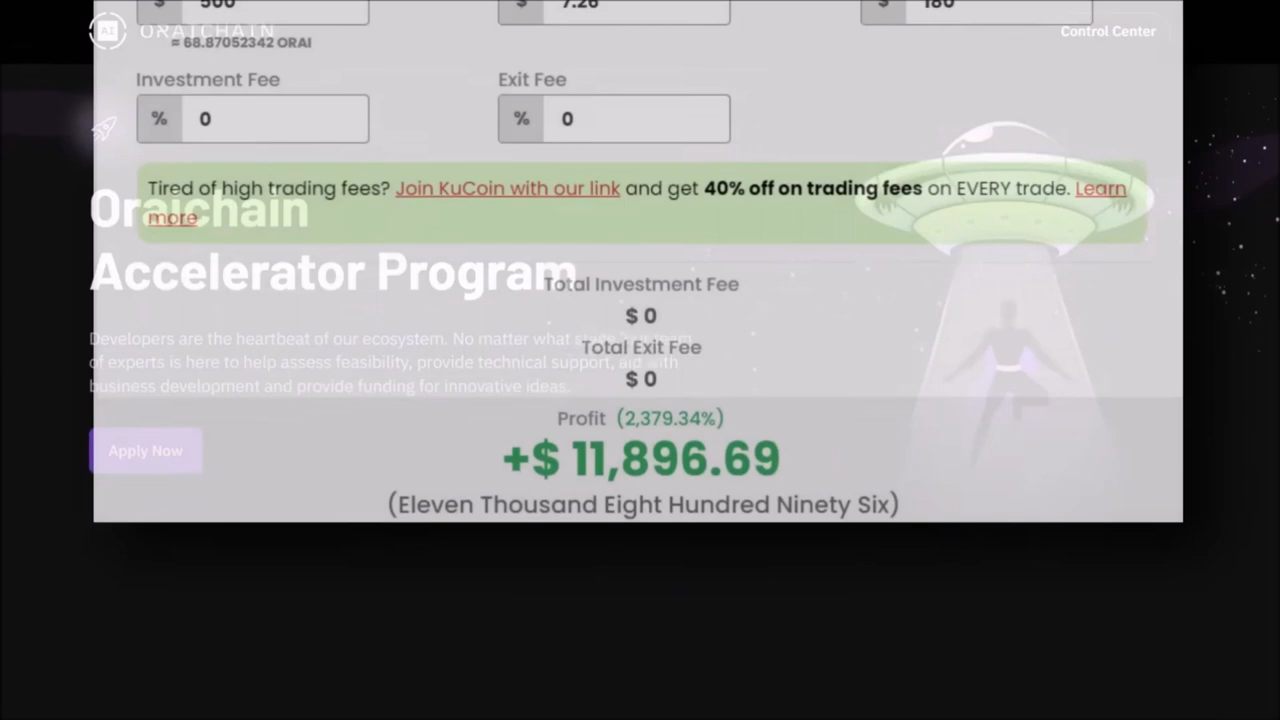 $ 500
$ 7.26
$ 180
ORAICHAIN
Control Center
= 68.87052342 ORAI
Investment Fee
Exit Fee
% 0
% 0
Tired of high trading fees? Join KuCoin with our link and get 40% off on trading fees on EVERY trade. Learn
more
Oraichain
Accelerator Program
Total Investment Fee
$ 0
Developers are the heartbeat of our ecosystem. No matter what
of experts is here to help assess feasibility, provide technical support, aid with
business development and provide funding for innovative ideas.
Total Exit Fee
$ 0
Profit (2,379.34%)
+$ 11,896.69
Apply Now
(Eleven Thousand Eight Hundred Ninety Six)